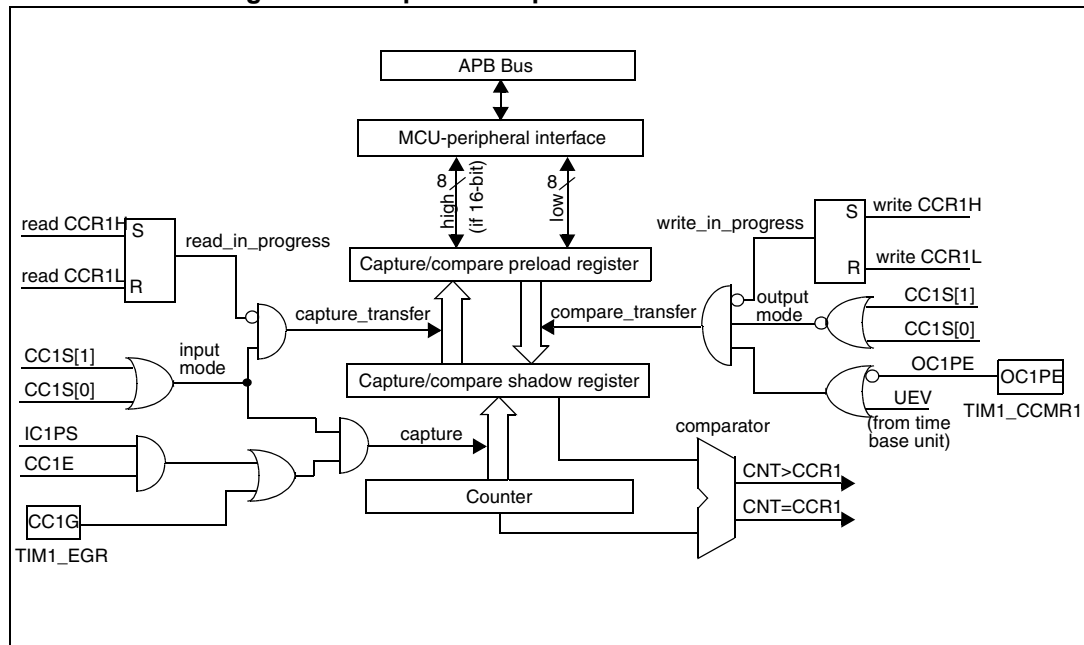 APB Bus
MCU-peripheral interface
8
high
(if 16-bit)
8
low
read CCR1H
S
read_in_progress
read CCR1L
R
write_in_progress
S
write CCR1H
R
write CCR1L
Capture/compare preload register
capture_transfer
compare_transfer
output
mode
CC1S[1]
CC1S[0]
CC1S[1]
input
mode
CC1S[0]
Capture/compare shadow register
OC1PE
OC1PE
UEV
TIM1_CCMR1
(from time
base unit)
IC1PS
CC1E
capture
comparator
Counter
CNT>CCR1
CNT=CCR1
CC1G
TIM1_EGR